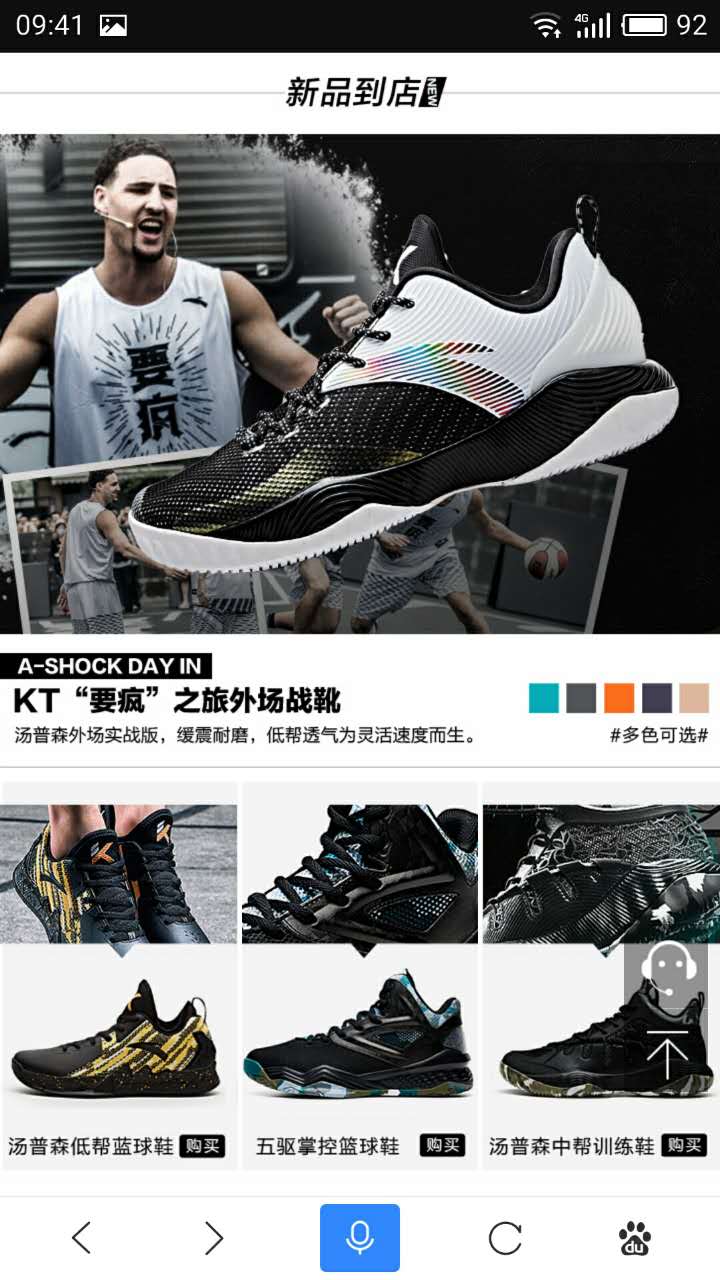 09:41
4G
92
新品到店NEW
要疯
A-SHOCK DAY IN
KT“要疯”之旅外场战靴
汤普森外场实战版，缓震耐磨，低帮透气为灵活速度而生。
#多色可选#
汤普森低帮蓝球鞋 购买
五驱掌控篮球鞋 购买
汤普森中帮训练鞋 购买
du